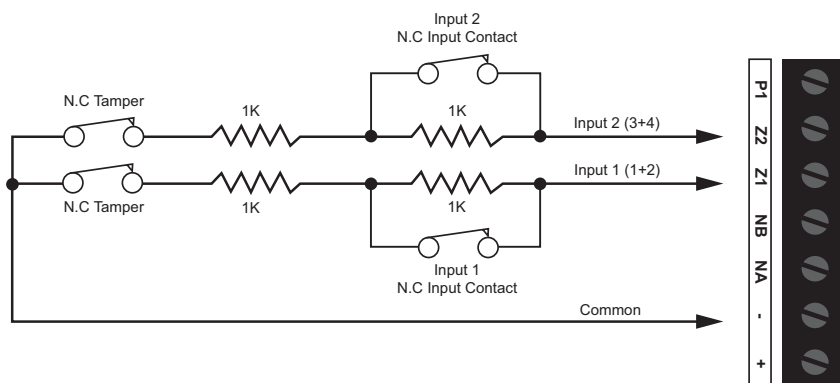 Input 2
N.C Input Contact
N.C Tamper
1K
1K
Input 2 (3+4)
Input 1 (1+2)
N.C Tamper
1K
1K
Input 1
N.C Input Contact
Common
P1
Z2
Z1
NB
NA
-
+